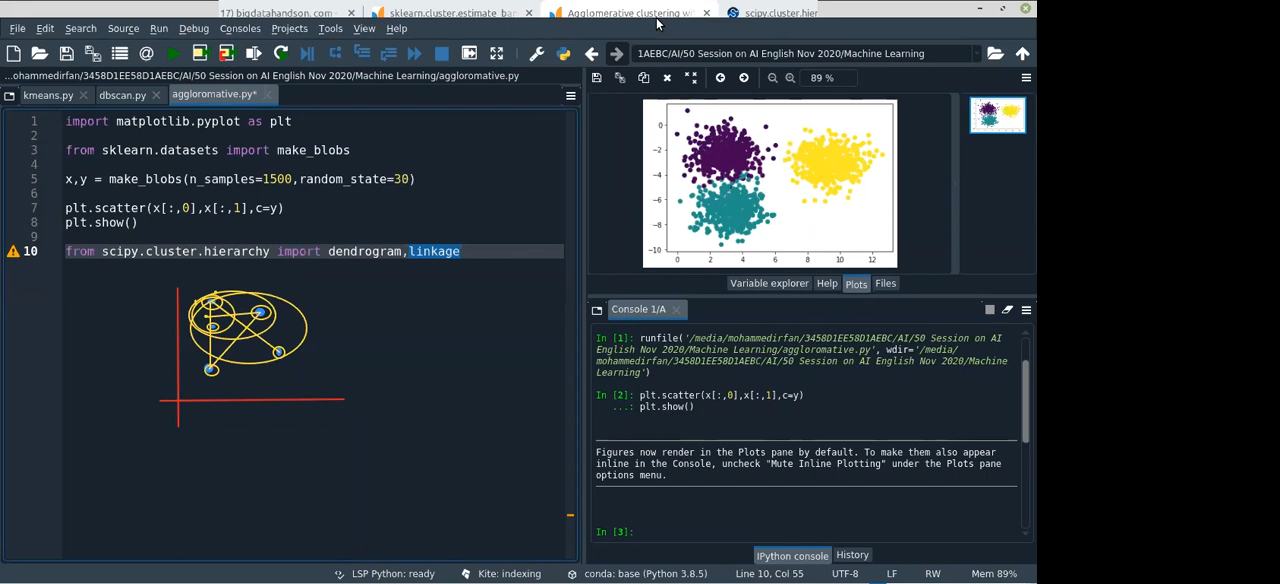 17) bigdatahandson.com - sklearn.cluster.estimate_ban Agglomerative clustering wi scipy.cluster.hier
File Edit Search Source Run Debug Consoles Projects Tools View Help
1AEBC/AI/50 Session on AI English Nov 2020/Machine Learning
...ohammedirfan/3458D1EE58D1AEBC/AI/50 Session on AI English Nov 2020/Machine Learning/aggloromative.py
89 %
kmeans.py dbscan.py aggloromative.py*
1 import matplotlib.pyplot as plt
2
3 from sklearn.datasets import make_blobs
4
5 x,y = make_blobs(n_samples=1500,random_state=30)
6
7 plt.scatter(x[:,0],x[:,1],c=y)
8 plt.show()
9
10 from scipy.cluster.hierarchy import dendrogram,linkage
0
−2
−4
−6
−8
−10
0 2 4 6 8 10 12
Variable explorer Help Plots Files
Console 1/A
In [1]: runfile('/media/mohammedirfan/3458D1EE58D1AEBC/AI/50 Session on AI
English Nov 2020/Machine Learning/aggloromative.py', wdir='/media/
mohammedirfan/3458D1EE58D1AEBC/AI/50 Session on AI English Nov 2020/Machine
Learning')
In [2]: plt.scatter(x[:,0],x[:,1],c=y)
...: plt.show()
Figures now render in the Plots pane by default. To make them also appear
inline in the Console, uncheck "Mute Inline Plotting" under the Plots pane
options menu.
In [3]:
IPython console History
LSP Python: ready Kite: indexing conda: base (Python 3.8.5) Line 10, Col 55 UTF-8 LF RW Mem 89%